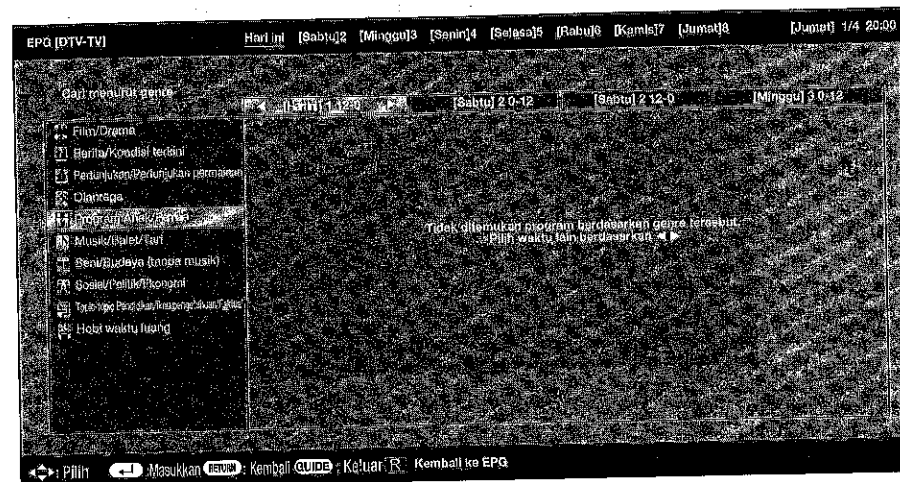 EPG [DTV-TV] Hari ini [Sabtu]2 [Minggu]3 [Senin]4 [Selasa]5 [Rabu]6 [Kamis]7 [Jumat]8 [Jumat] 1/4 20:00
Cari menurut genre
1 12-0 [Sabtu] 2 0-12 [Sabtu] 2 12-0 [Minggu] 3 0-12
Film/Drama
Berita/Kondisi terkini
Pertunjukan/Pertunjukan permainan
Olahraga
Program Anak/Remaja
Musik/Balet/Tari
Seni/Budaya (tanpa musik)
Sosial/Politik/Ekonomi
Hobi waktu luang
Tidak ditemukan program berdasarkan genre tersebut.
Pilih waktu lain berdasarkan ◀ ▶
: Pilih : Masukkan RETURN : Kembali GUIDE : Keluar R Kembali ke EPG